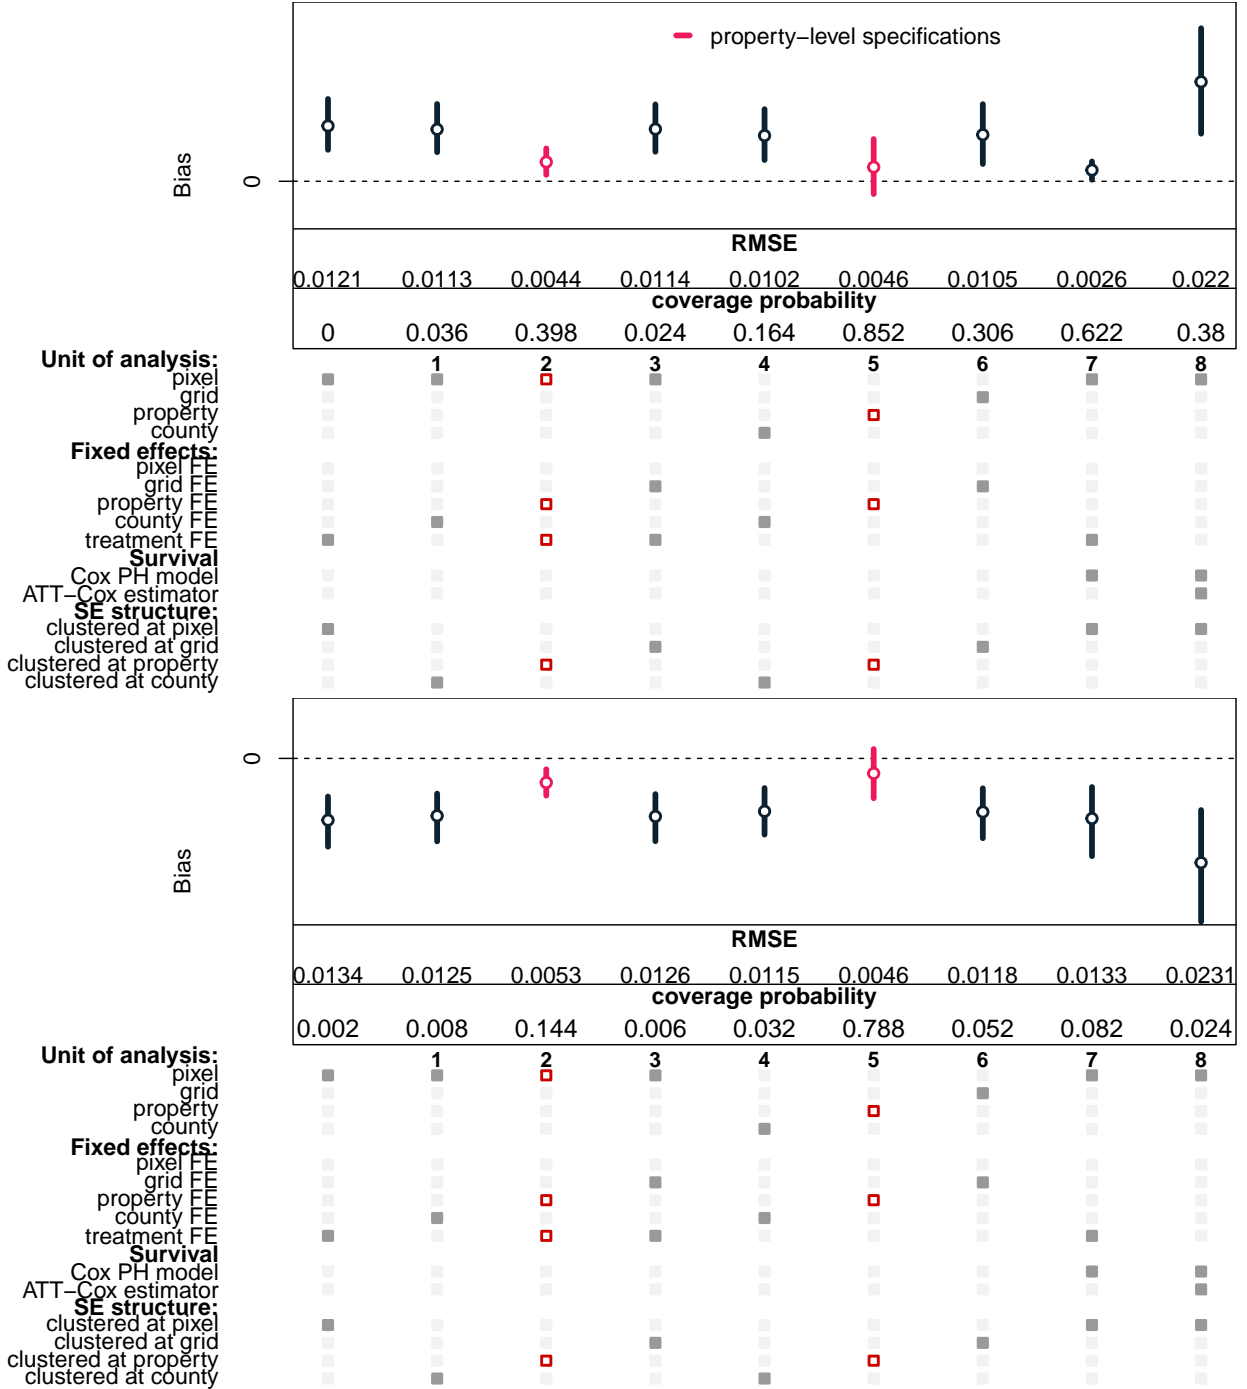 property−level specifications
Bias
0
RMSE
0.0121 0.0113 0.0044 0.0114 0.0102 0.0046 0.0105 0.0026 0.022
coverage probability
0 0.036 0.398 0.024 0.164 0.852 0.306 0.622 0.38
Unit of analysis: 1 2 3 4 5 6 7 8
pixel
grid
property
county
Fixed effects:
pixel FE
grid FE
property FE
county FE
treatment FE
Survival
Cox PH model
ATT−Cox estimator
SE structure:
clustered at pixel
clustered at grid
clustered at property
clustered at county
0
Bias
RMSE
0.0134 0.0125 0.0053 0.0126 0.0115 0.0046 0.0118 0.0133 0.0231
coverage probability
0.002 0.008 0.144 0.006 0.032 0.788 0.052 0.082 0.024
Unit of analysis: 1 2 3 4 5 6 7 8
pixel
grid
property
county
Fixed effects:
pixel FE
grid FE
property FE
county FE
treatment FE
Survival
Cox PH model
ATT−Cox estimator
SE structure:
clustered at pixel
clustered at grid
clustered at property
clustered at county